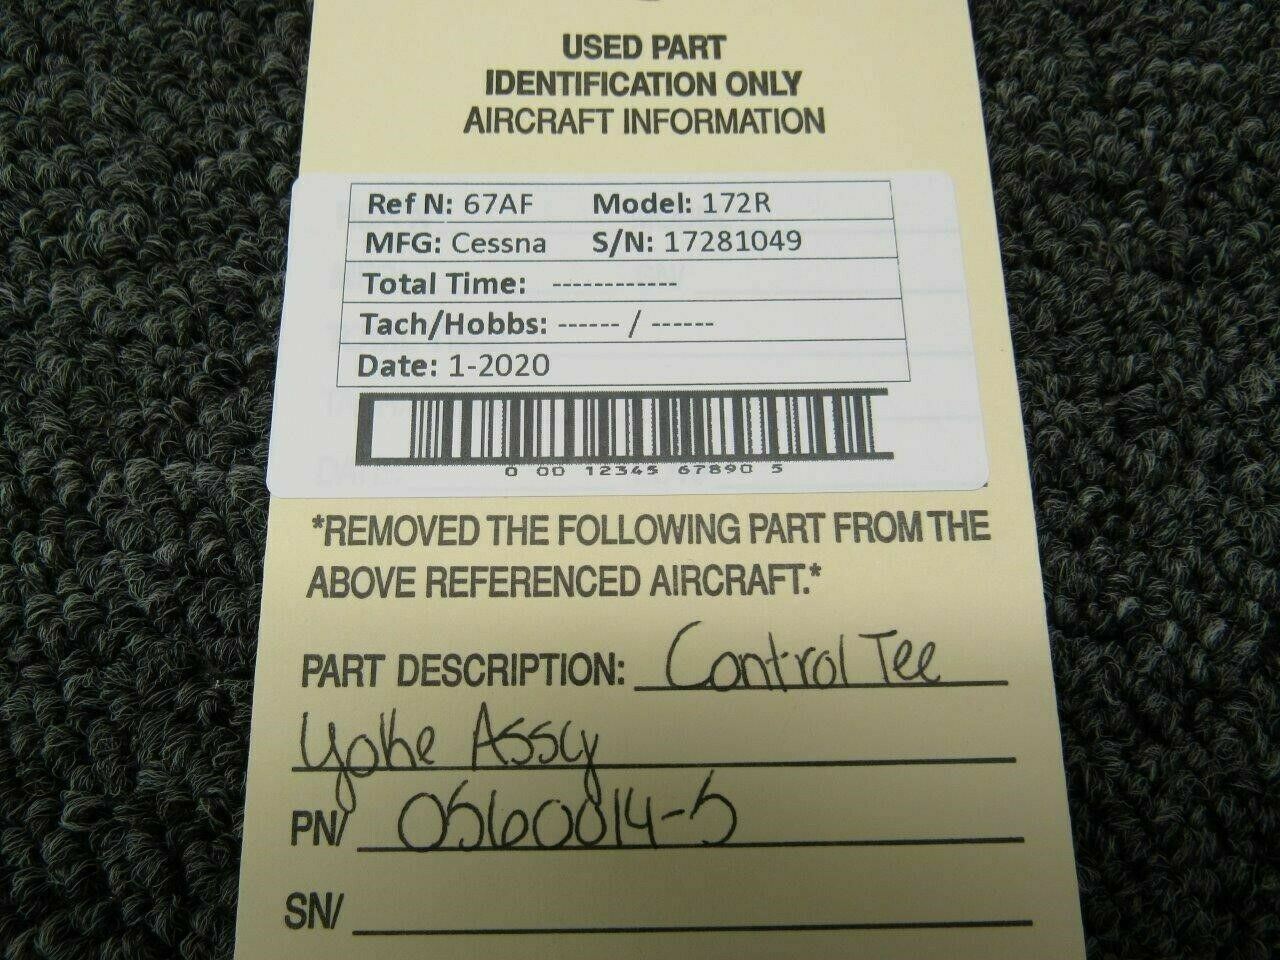 USED PART
IDENTIFICATION ONLY
AIRCRAFT INFORMATION
Ref N: 67AF Model: 172R
MFG: Cessna S/N: 17281049
Total Time: ------------
Tach/Hobbs: ------ / ------
Date: 1-2020
0 00 12345 67890 5
*REMOVED THE FOLLOWING PART FROM THE
ABOVE REFERENCED AIRCRAFT.*
PART DESCRIPTION: Control Tee
Yoke Assy
PN/ 0560014-5
SN/